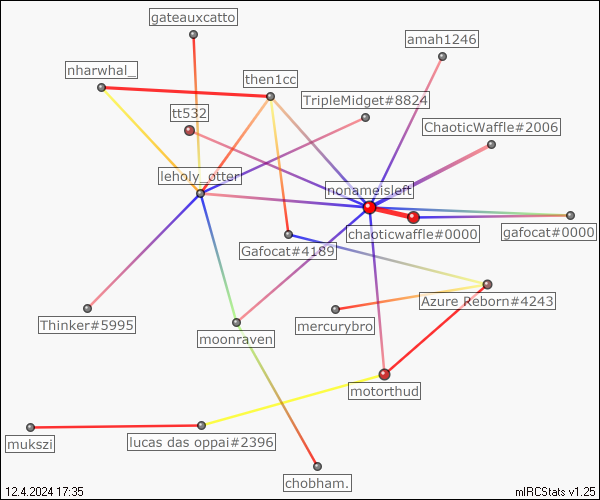 gateauxcatto
amah1246
nharwhal_
then1cc
TripleMidget#8824
tt532
ChaoticWaffle#2006
leholy_otter
nonameisleft
chaoticwaffle#0000
gafocat#0000
Gafocat#4189
Azure Reborn#4243
Thinker#5995
mercurybro
moonraven
motorthud
mukszi
lucas das oppai#2396
chobham.
12.4.2024 17:35
mIRCStats v1.25